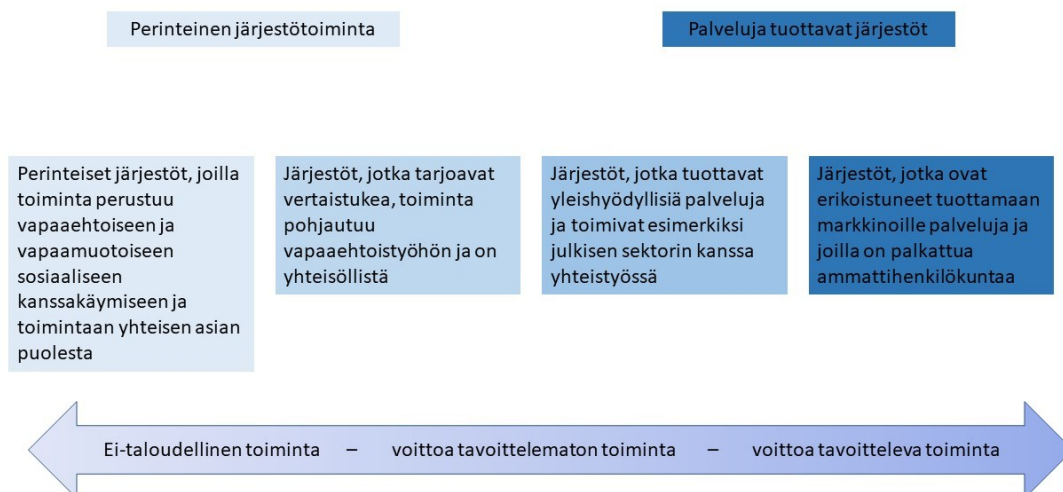 Perinteinen järjestötoiminta
Palveluja tuottavat järjestöt
Perinteiset järjestöt, joilla
toiminta perustuu
vapaaehtoiseen ja
vapaamuotoiseen
sosiaaliseen
kanssakäymiseen ja
toimintaan yhteisen asian
puolesta
Järjestöt, jotka tarjoavat
vertaistukea, toiminta
pohjautuu
vapaaehtoistyöhön ja on
yhteisöllistä
Järjestöt, jotka tuottavat
yleishyödyllisiä palveluja
ja toimivat esimerkiksi
julkisen sektorin kanssa
yhteistyössä
Järjestöt, jotka ovat
erikoistuneet tuottamaan
markkinoille palveluja ja
joilla on palkattua
ammattihenkilökuntaa
Ei-taloudellinen toiminta – voittoa tavoittelematon toiminta – voittoa tavoitteleva toiminta